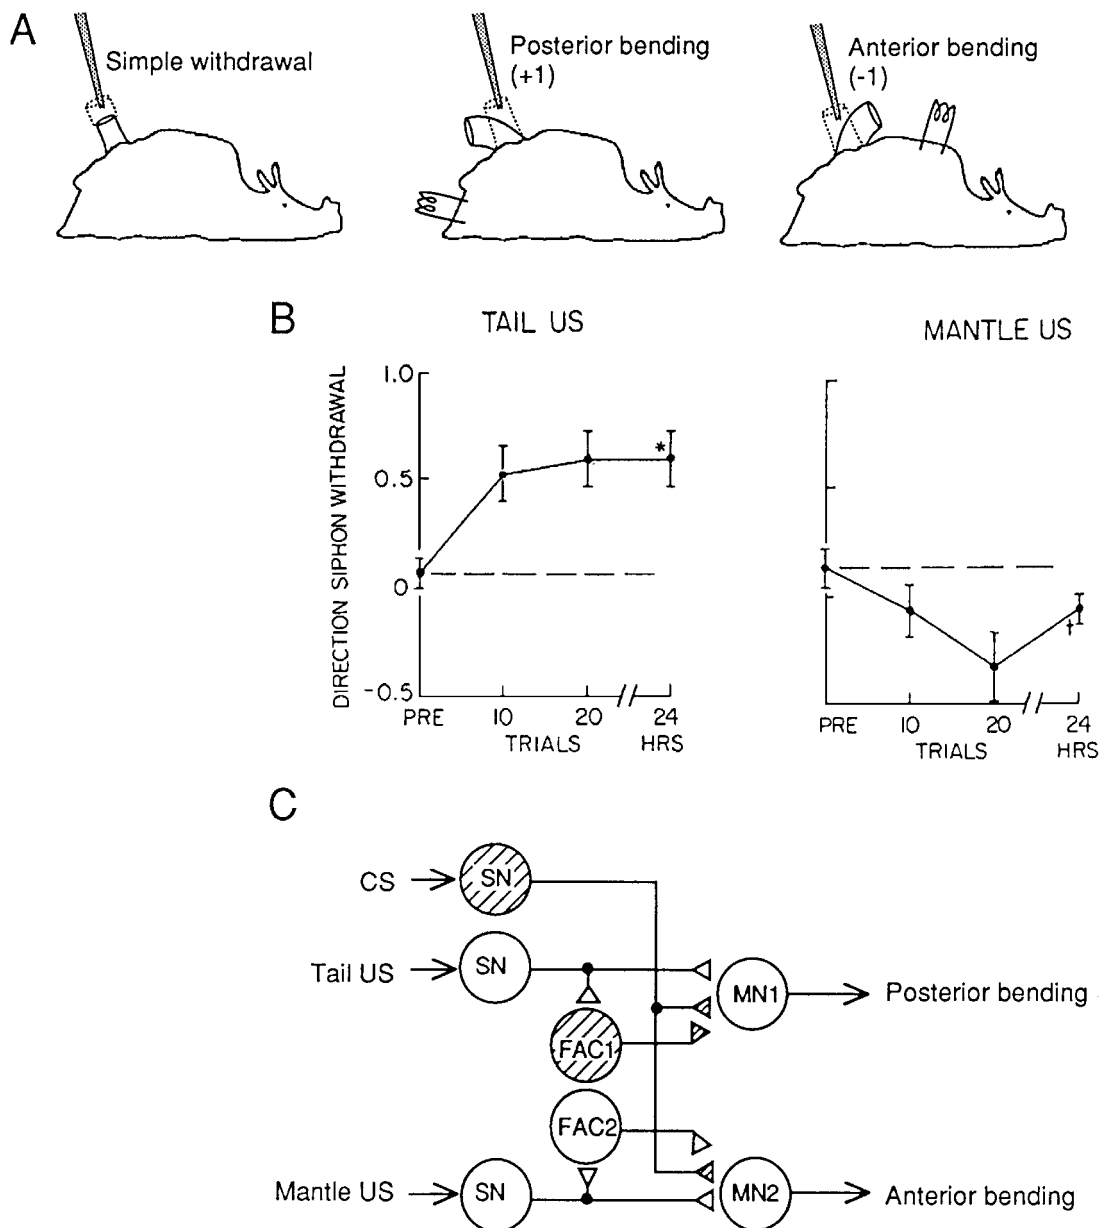 A
Simple withdrawal
Posterior bending
(+1)
Anterior bending
(-1)
B
TAIL US
MANTLE US
DIRECTION SIPHON WITHDRAWAL
1.0
0.5
0
-0.5
*
†
PRE
10
20
24
TRIALS
HRS
PRE
10
20
24
TRIALS
HRS
C
CS
SN
Tail US
SN
MN1
Posterior bending
FAC1
FAC2
Mantle US
SN
MN2
Anterior bending